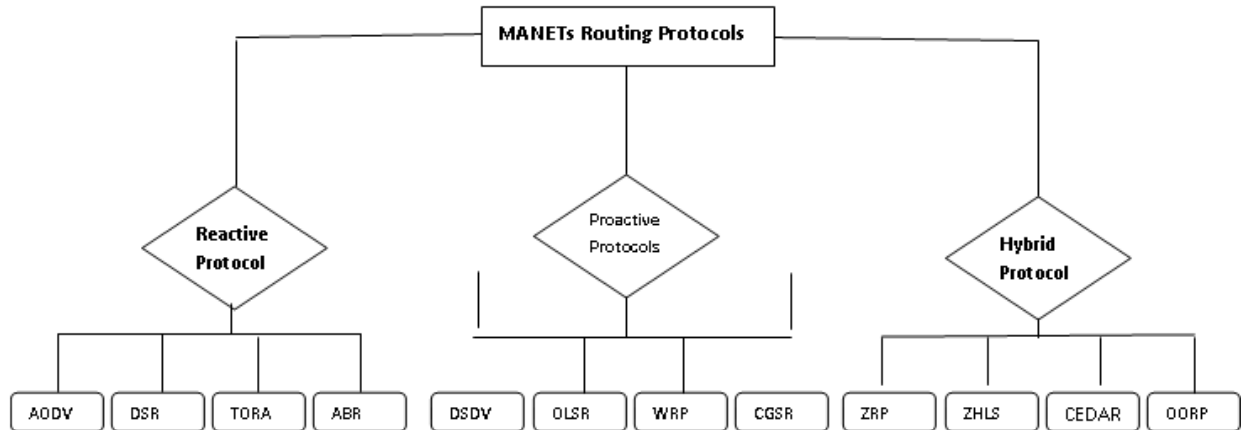 MANETs Routing Protocols
Reactive
Protocol
Proactive
Protocols
Hybrid
Protocol
AODV
DSR
TORA
ABR
DSDV
OLSR
WRP
CGSR
ZRP
ZHLS
CEDAR
OORP